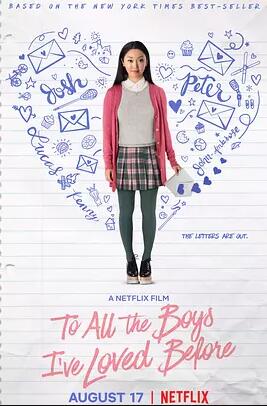 BASED ON THE NEW YORK TIMES BEST-SELLER
Josh
Peter
Lucas
Kenny
John Ambrose
THE LETTERS ARE OUT.
A NETFLIX FILM
To All the Boys
I've Loved Before
AUGUST 17 | NETFLIX